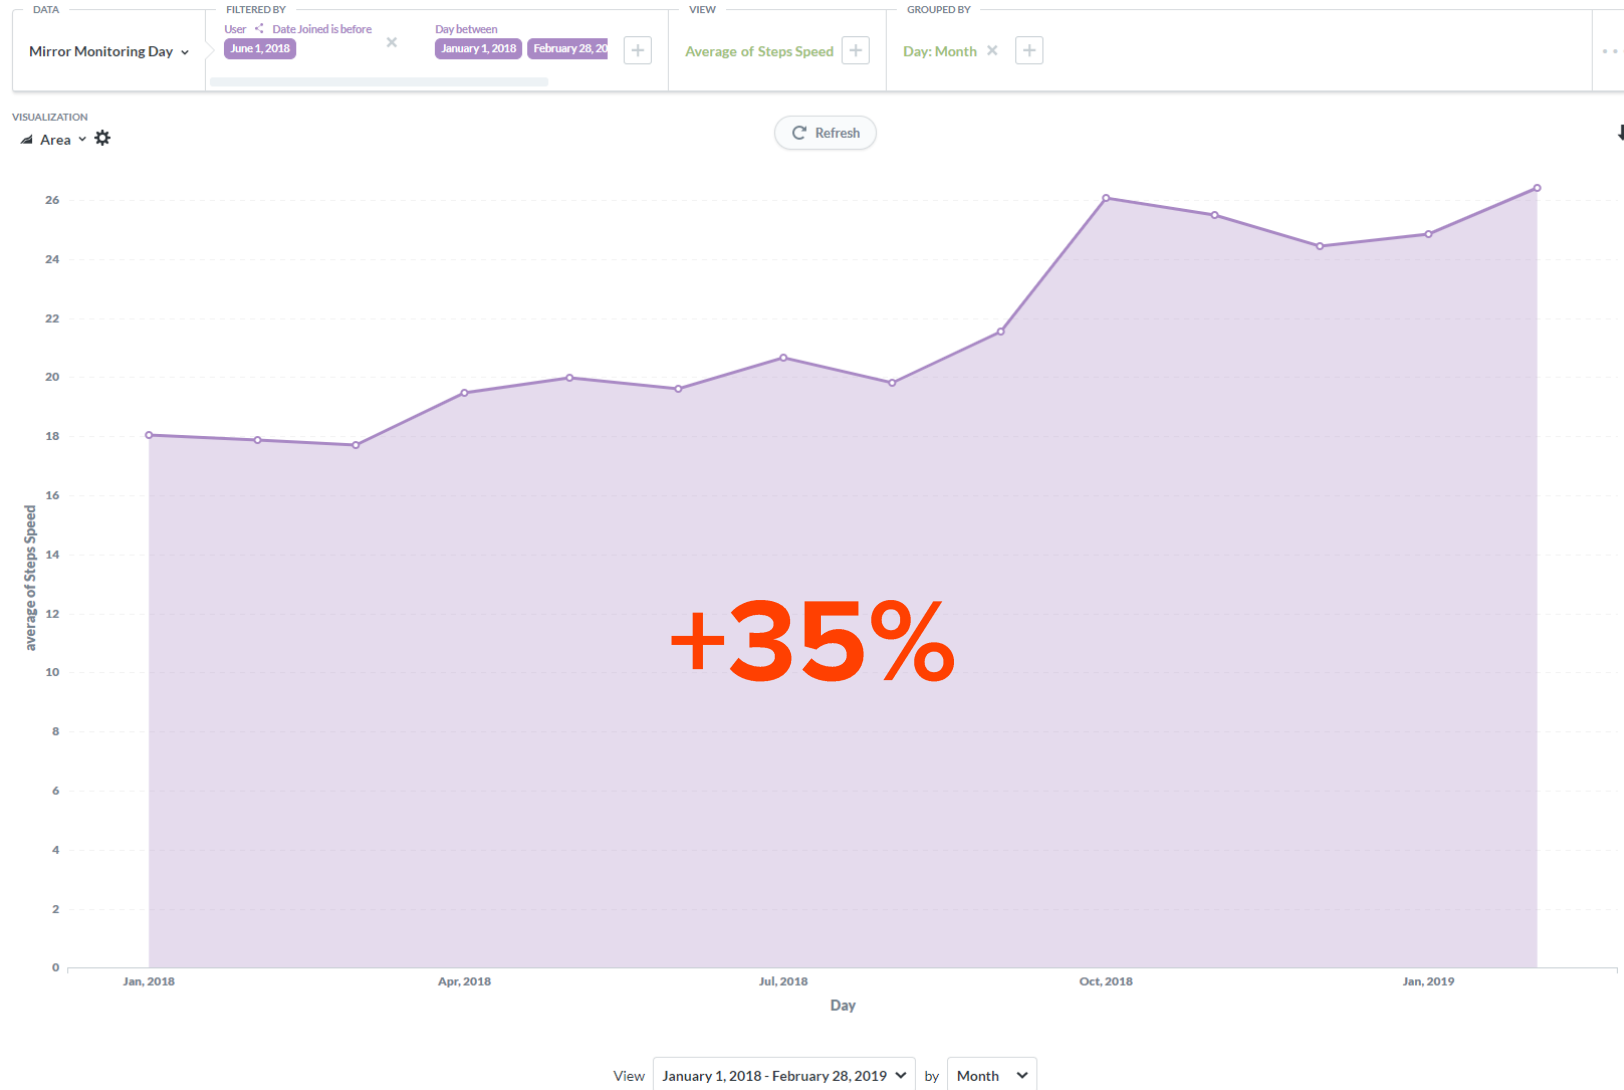 DATA
FILTERED BY
VIEW
GROUPED BY
Mirror Monitoring Day
User Date Joined is before
June 1, 2018
Day between
January 1, 2018 February 28, 20
Average of Steps Speed
Day: Month
VISUALIZATION
Area
Refresh
26
24
22
20
18
16
14
12
10
8
6
4
2
0
average of Steps Speed
+35%
Jan, 2018 Apr, 2018 Jul, 2018 Oct, 2018 Jan, 2019
Day
View January 1, 2018 - February 28, 2019 by Month